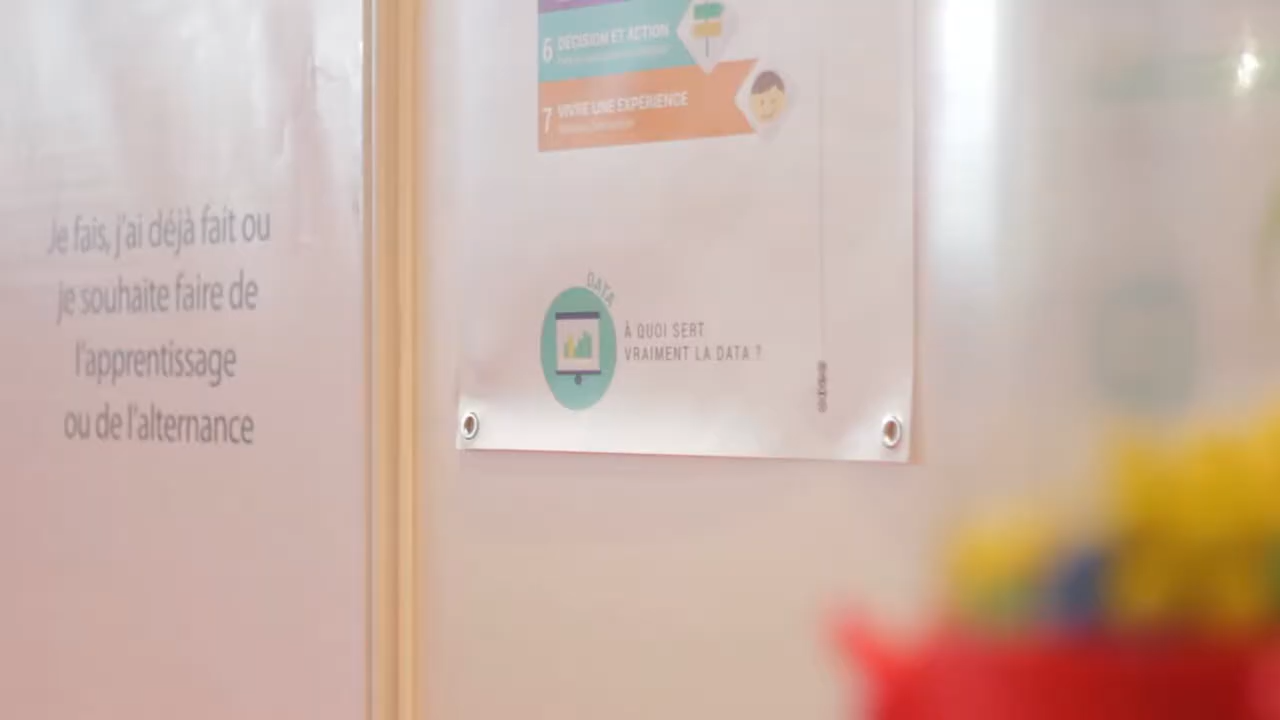 Je fais, j'ai déjà fait ou
je souhaite faire de
l'apprentissage
ou de l'alternance
6 DÉCISION ET ACTION
7 VIVRE UNE EXPÉRIENCE
DATA
À QUOI SERT
VRAIMENT LA DATA ?